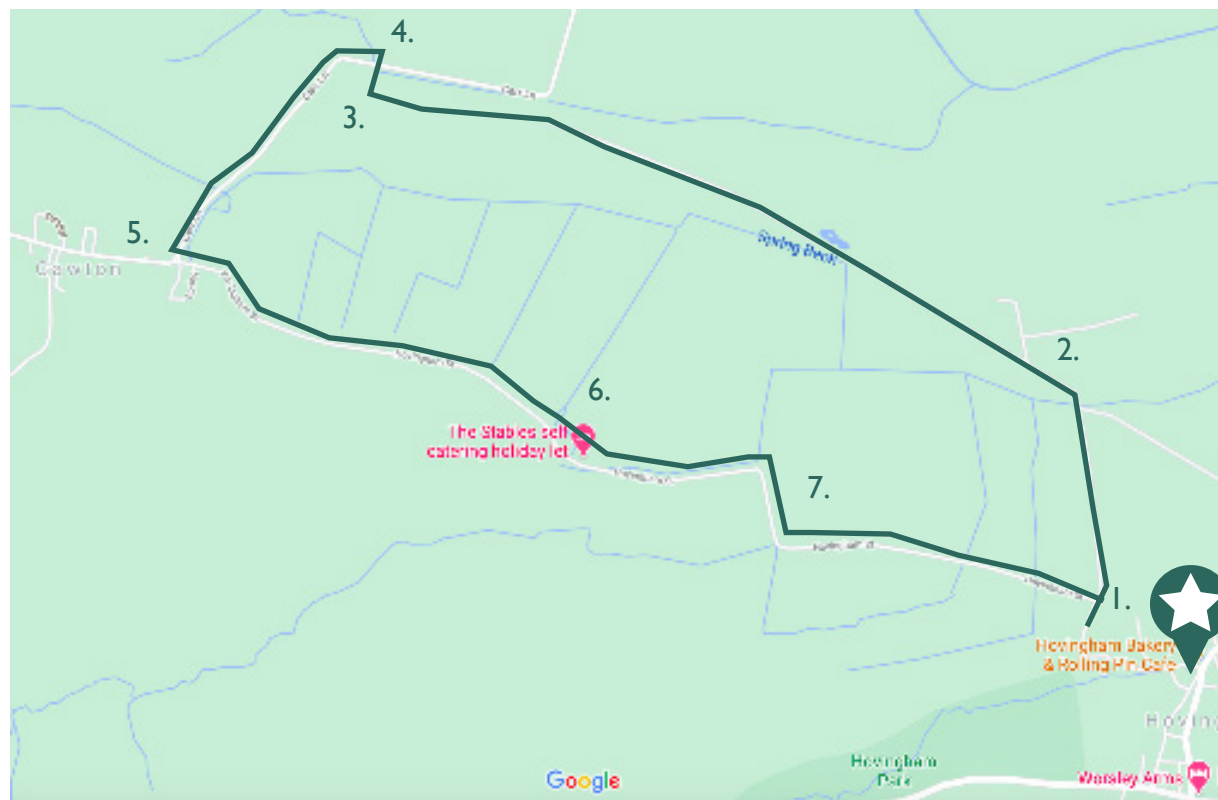 4.
3.
5.
Spring Beck
2.
6.
The Stables self
catering holiday let
7.
1.
Hovingham Bakery
& Rolling Pin Cafe
Hoving
Hovingham
Park
Worsley Arms
Google